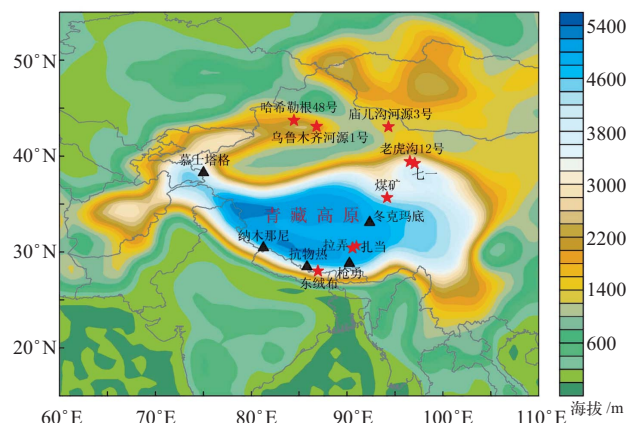 5400
50°N
4600
哈希勒根48号
庙儿沟河源3号
乌鲁木齐河源1号
3800
40°N
老虎沟12号
慕士塔格
七一
煤矿
3000
青藏高原
冬克玛底
2200
纳木那尼
拉弄
扎当
30°N
抗物热
枪勇
东绒布
1400
20°N
600
海拔/m
60°E
70°E
80°E
90°E
100°E
110°E